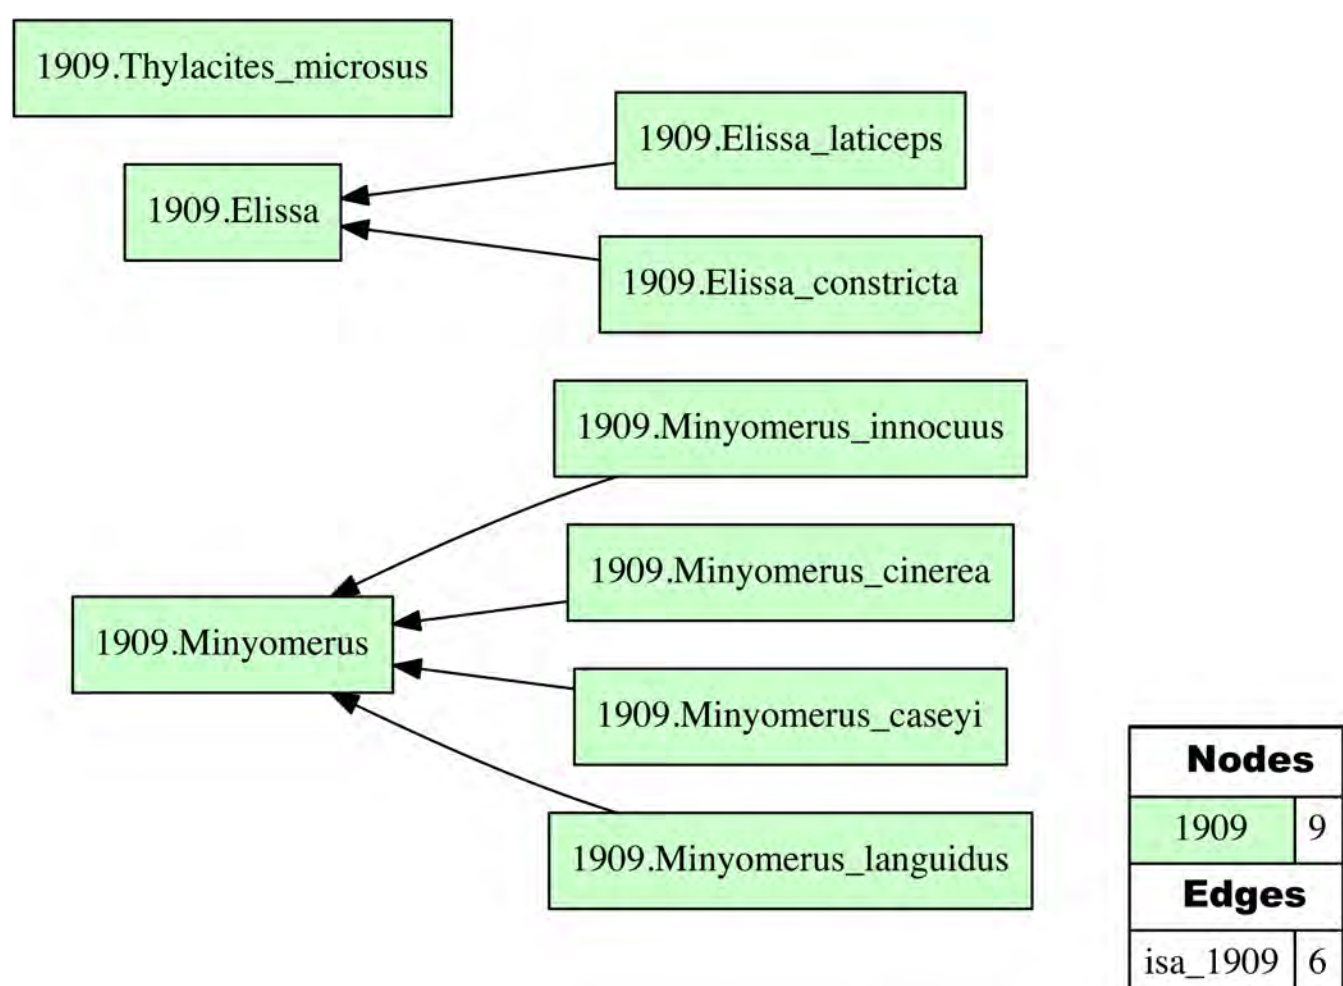 1909.Thylacites_microsus
1909.Elissa_laticeps
1909.Elissa
1909.Elissa_constricta
1909.Minyomerus_innocuus
1909.Minyomerus_cinerea
1909.Minyomerus
1909.Minyomerus_caseyi
1909.Minyomerus_languidus
Nodes
1909 9
Edges
isa_1909 6